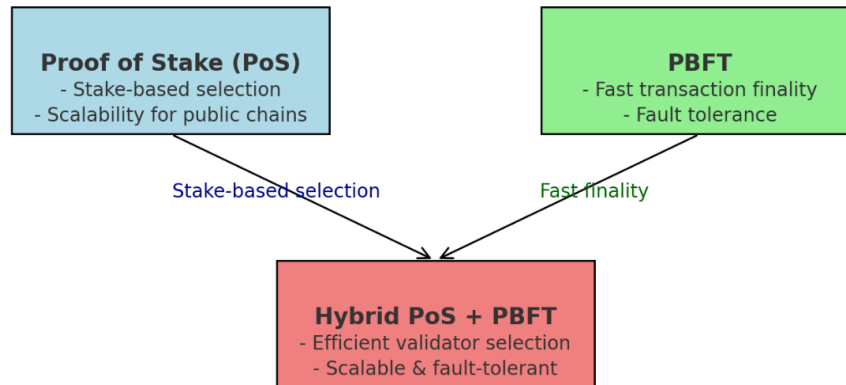 Proof of Stake (PoS)
- Stake-based selection
- Scalability for public chains
PBFT
- Fast transaction finality
- Fault tolerance
Stake-based selection
Fast finality
Hybrid PoS + PBFT
- Efficient validator selection
- Scalable & fault-tolerant